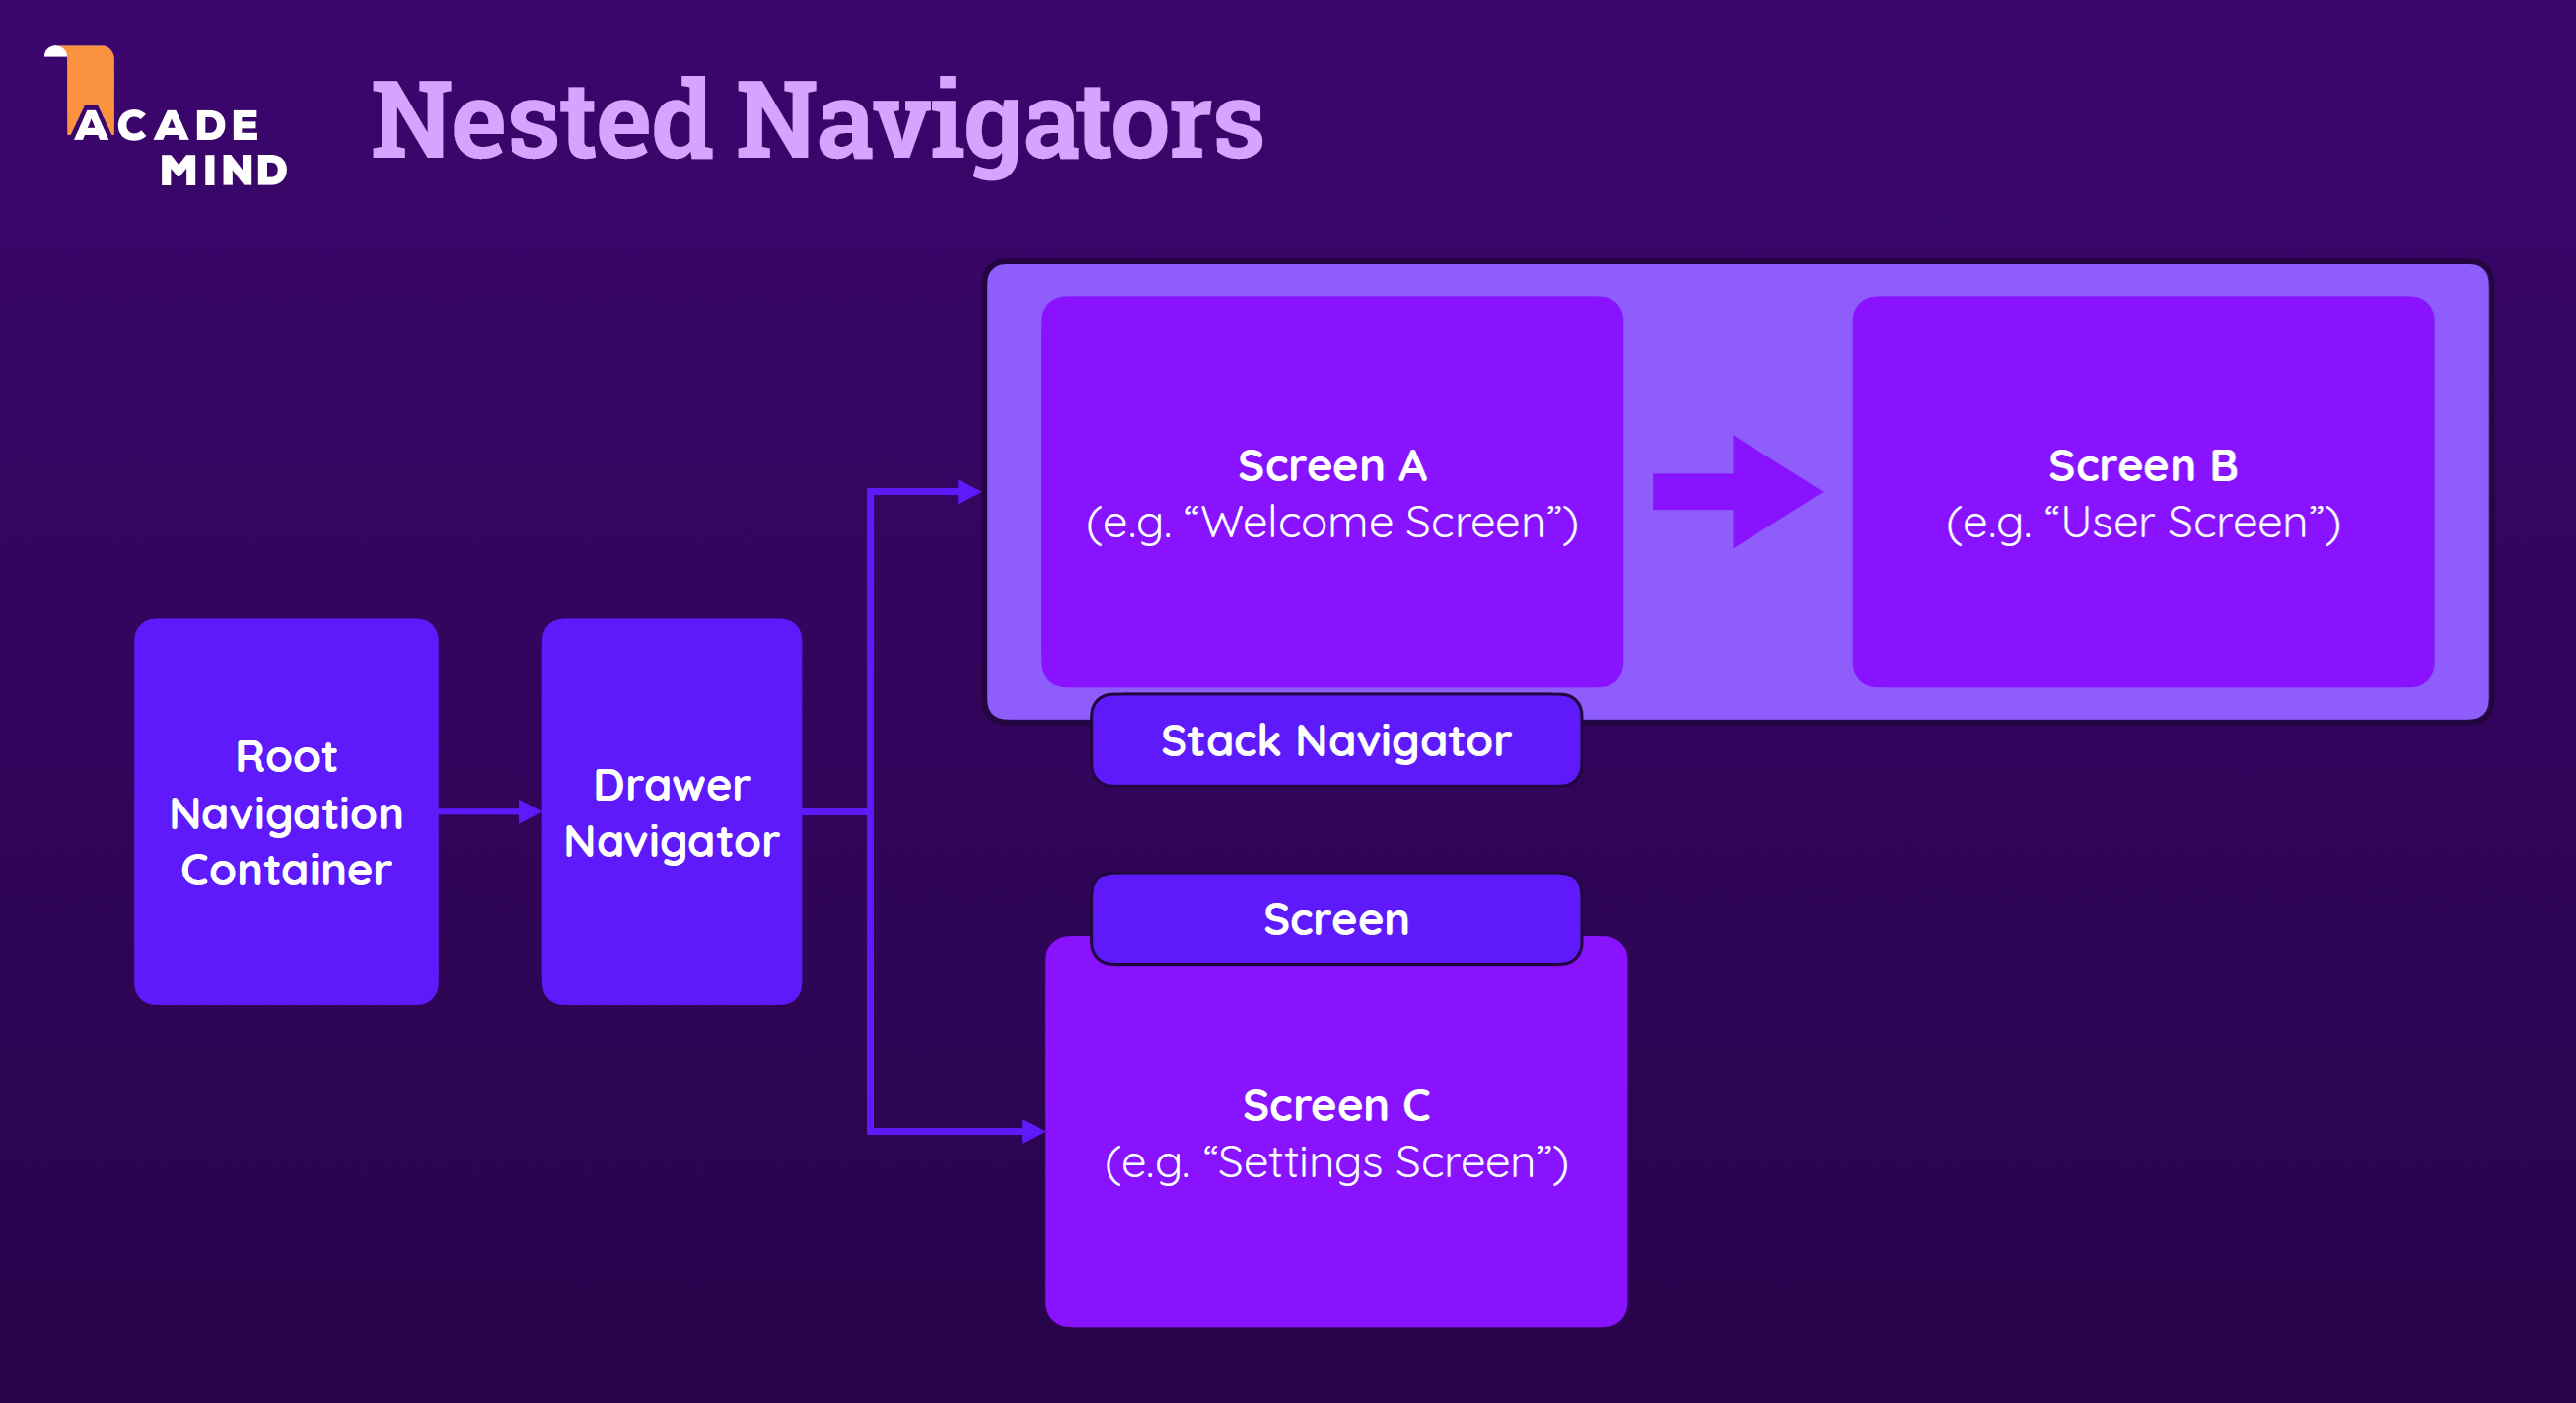 ACADE
MIND
Nested Navigators
Screen A
(e.g. “Welcome Screen”)
Screen B
(e.g. “User Screen”)
Stack Navigator
Root
Navigation
Container
Drawer
Navigator
Screen
Screen C
(e.g. “Settings Screen”)